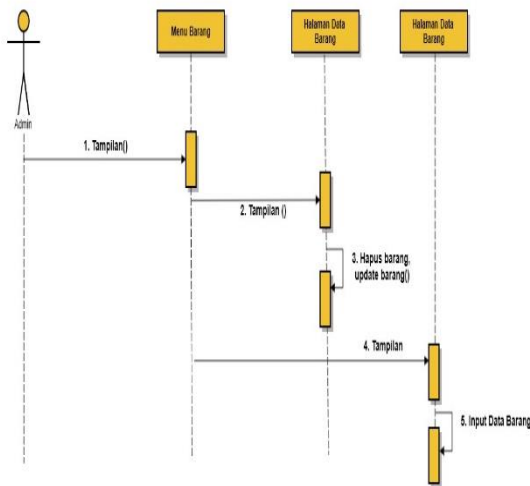 Menu Barang
Halaman Data
Barang
Halaman Data
Barang
Admin
1. Tampilan()
2. Tampilan ()
3. Hapus barang,
update barang()
4. Tampilan
5. Input Data Barang